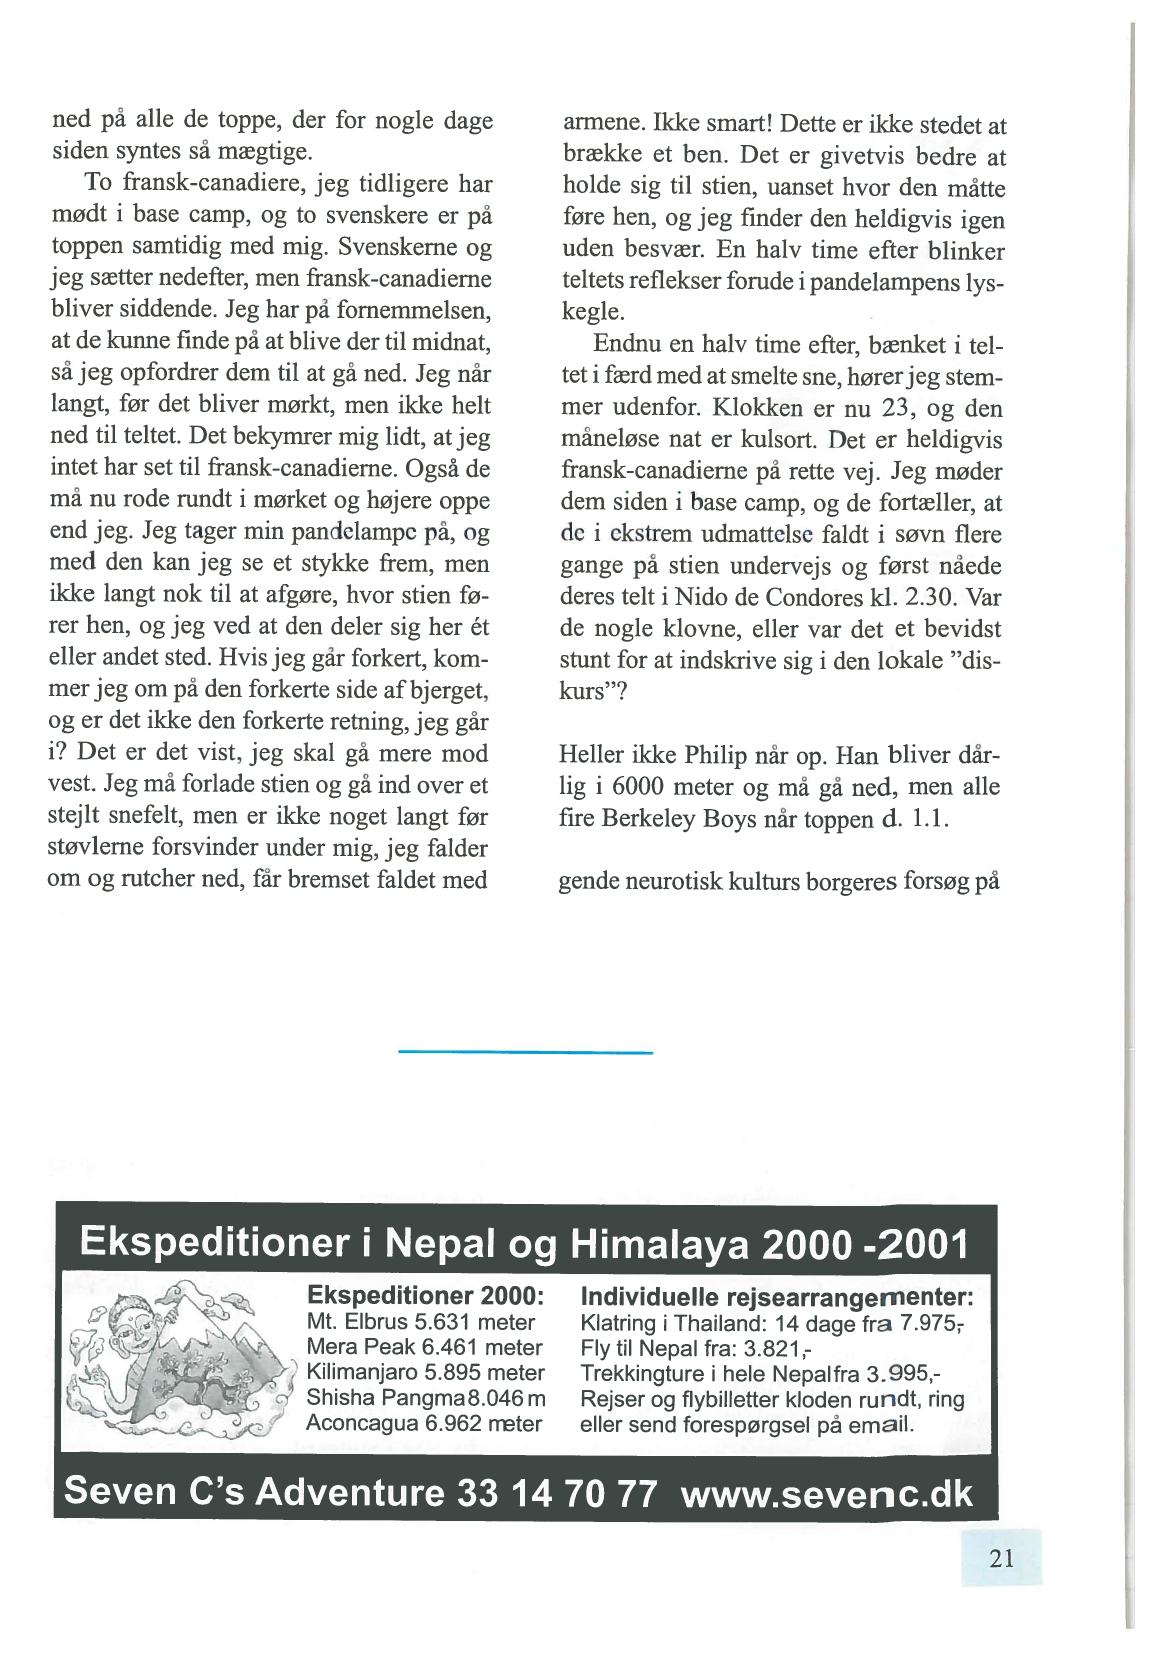 ned på alle de toppe, der for nogle dage
siden syntes så mægtige.
To fransk-canadiere, jeg tidligere har
mødt i base camp, og to svenskere er på
toppen samtidig med mig. Svenskerne og
jeg sætter nedefter, men fransk-canadierne
bliver siddende. Jeg har på fornemmelsen,
at de kunne finde på at blive der til midnat,
så jeg opfordrer dem til at gå ned. Jeg når
langt, før det bliver mørkt, men ikke helt
ned til teltet. Det bekymrer mig lidt, at jeg
intet har set til fransk-canadierne. Også de
må nu rode rundt i mørket og højere oppe
end jeg. Jeg tager min pandelampe på, og
med den kan jeg se et stykke frem, men
ikke langt nok til at afgøre, hvor stien fø-
rer hen, og jeg ved at den deler sig her ét
eller andet sted. Hvis jeg går forkert, kom-
mer jeg om på den forkerte side af bjerget,
og er det ikke den forkerte retning, jeg går
i? Det er det vist, jeg skal gå mere mod
vest. Jeg må forlade stien og gå ind over et
stejlt snefelt, men er ikke noget langt før
støvlerne forsvinder under mig, jeg falder
om og rutcher ned, får bremset faldet med
armene. Ikke smart! Dette er ikke stedet at
brække et ben. Det er givetvis bedre at
holde sig til stien, uanset hvor den måtte
føre hen, og jeg finder den heldigvis igen
uden besvær. En halv time efter blinker
teltets reflekser forude i pandelampens lys-
kegle.
Endnu en halv time efter, bænket i tel-
tet i færd med at smelte sne, hører jeg stem-
mer udenfor. Klokken er nu 23, og den
måneløse nat er kulsort. Det er heldigvis
fransk-canadierne på rette vej. Jeg møder
dem siden i base camp, og de fortæller, at
de i ekstrem udmattelse faldt i søvn flere
gange på stien undervejs og først nåede
deres telt i Nido de Condores kl. 2.30. Var
de nogle klovne, eller var det et bevidst
stunt for at indskrive sig i den lokale ”dis-
kurs”?
Heller ikke Philip når op. Han bliver dår-
lig i 6000 meter og må gå ned, men alle
fire Berkeley Boys når toppen d. 1.1.
gende neurotisk kulturs borgeres forsøg på
Ekspeditioner i Nepal og Himalaya 2000 -2001
Ekspeditioner 2000:
Mt. Elbrus 5.631 meter
Mera Peak 6.461 meter
Kilimanjaro 5.895 meter
Shisha Pangma8.046 m
Aconcagua 6.962 meter
Individuelle rejsearrangementer:
Klatring i Thailand: 14 dage fra 7.975,-
Fly til Nepal fra: 3.821,-
Trekkingture i hele Nepalfra 3.995,-
Rejser og flybilletter kloden rundt, ring
eller send forespørgsel på email.
Seven C's Adventure 33 14 70 77 www.sevenc.dk
21